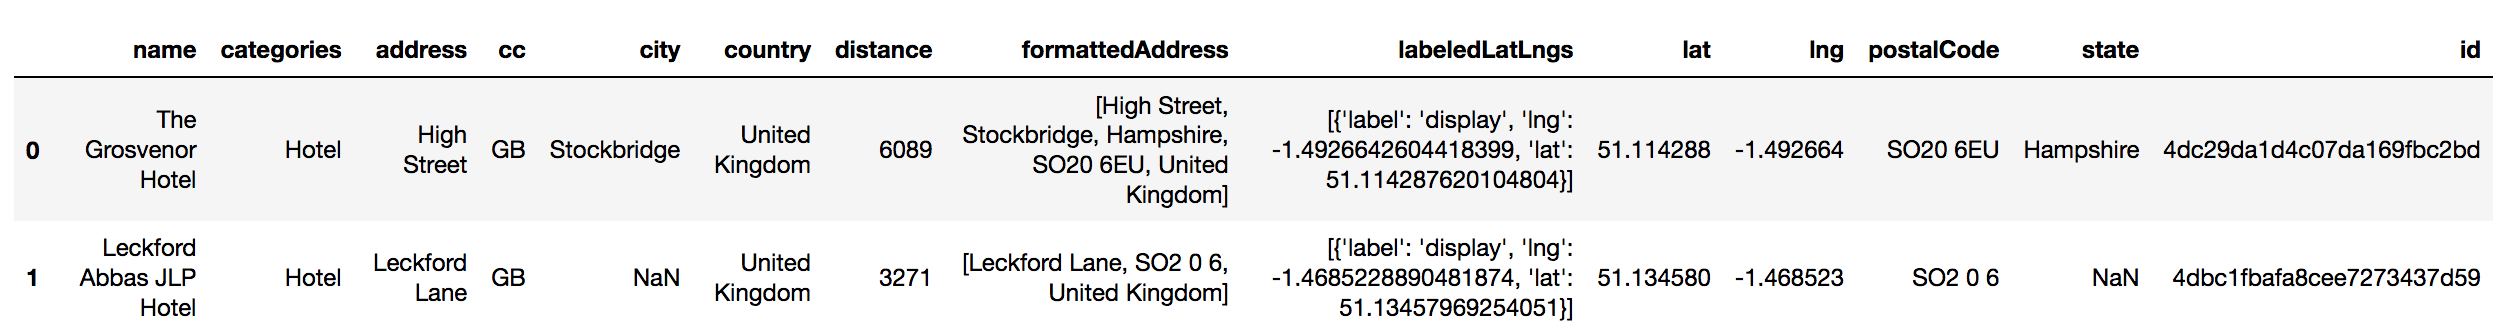 name categories address cc city country distance formattedAddress labeledLatLngs lat lng postalCode state id
0 The Grosvenor Hotel Hotel High Street GB Stockbridge United Kingdom 6089 [High Street, Stockbridge, Hampshire, SO20 6EU, United Kingdom] [{'label': 'display', 'lng': -1.4926642604418399, 'lat': 51.114287620104804}] 51.114288 -1.492664 SO20 6EU Hampshire 4dc29da1d4c07da169fbc2bd
1 Leckford Abbas JLP Hotel Hotel Leckford Lane GB NaN United Kingdom 3271 [Leckford Lane, SO2 0 6, United Kingdom] [{'label': 'display', 'lng': -1.4685228890481874, 'lat': 51.13457969254051}] 51.134580 -1.468523 SO2 0 6 NaN 4dbc1fbafa8cee7273437d59